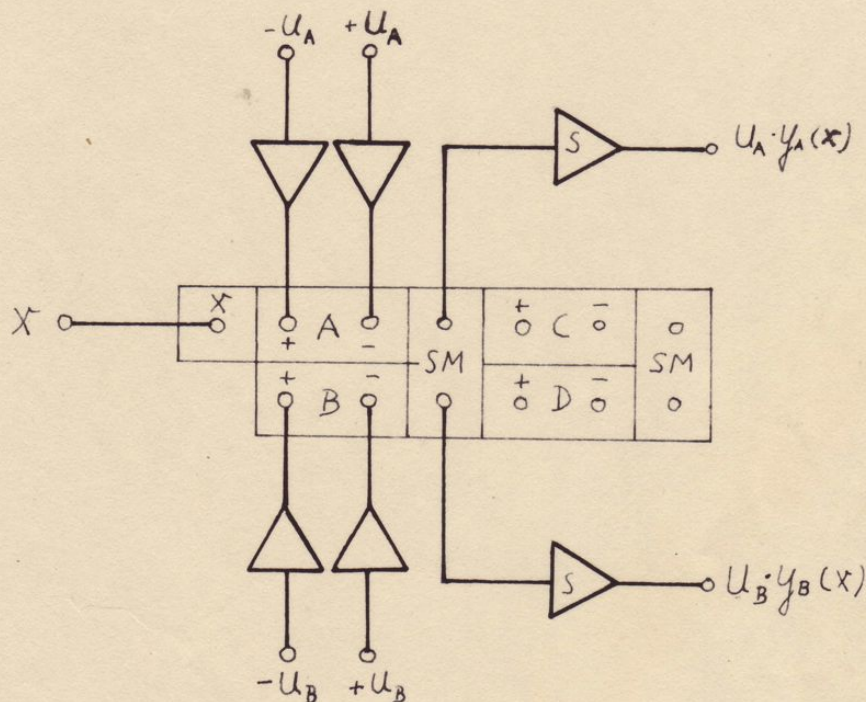 -U_A +U_A
S U_A·y_A(x)
x x + A - SM + C - SM
+ B - + D -
S U_B·y_B(x)
-U_B +U_B